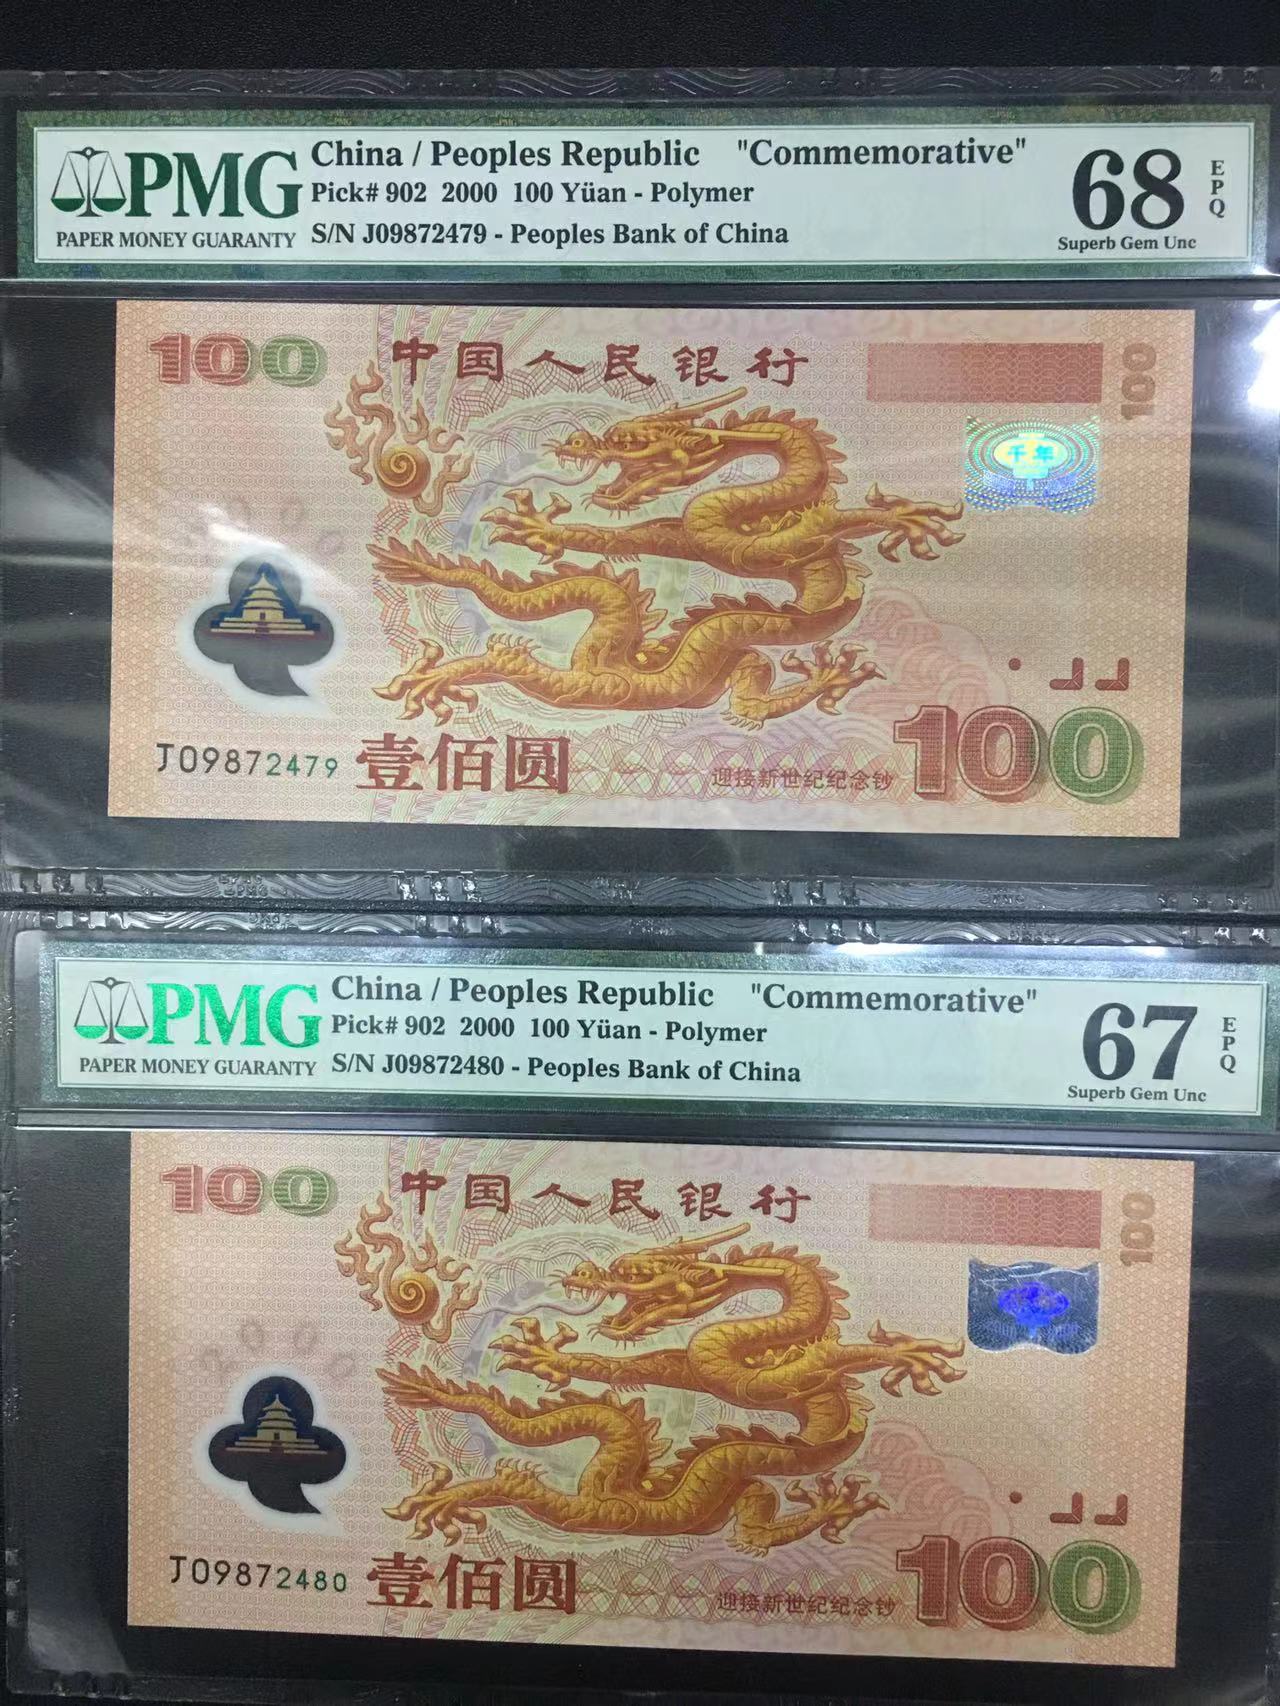 PMG
PAPER MONEY GUARANTY
China / Peoples Republic "Commemorative"
Pick# 902 2000 100 Yüan - Polymer
S/N J09872479 - Peoples Bank of China
68
EPQ
Superb Gem Unc
100
中国人民银行
100
千年
2000
J09872479
壹佰圆
迎接新世纪纪念钞
100
PMG
PAPER MONEY GUARANTY
China / Peoples Republic "Commemorative"
Pick# 902 2000 100 Yüan - Polymer
S/N J09872480 - Peoples Bank of China
67
EPQ
Superb Gem Unc
100
中国人民银行
100
2000
J09872480
壹佰圆
迎接新世纪纪念钞
100